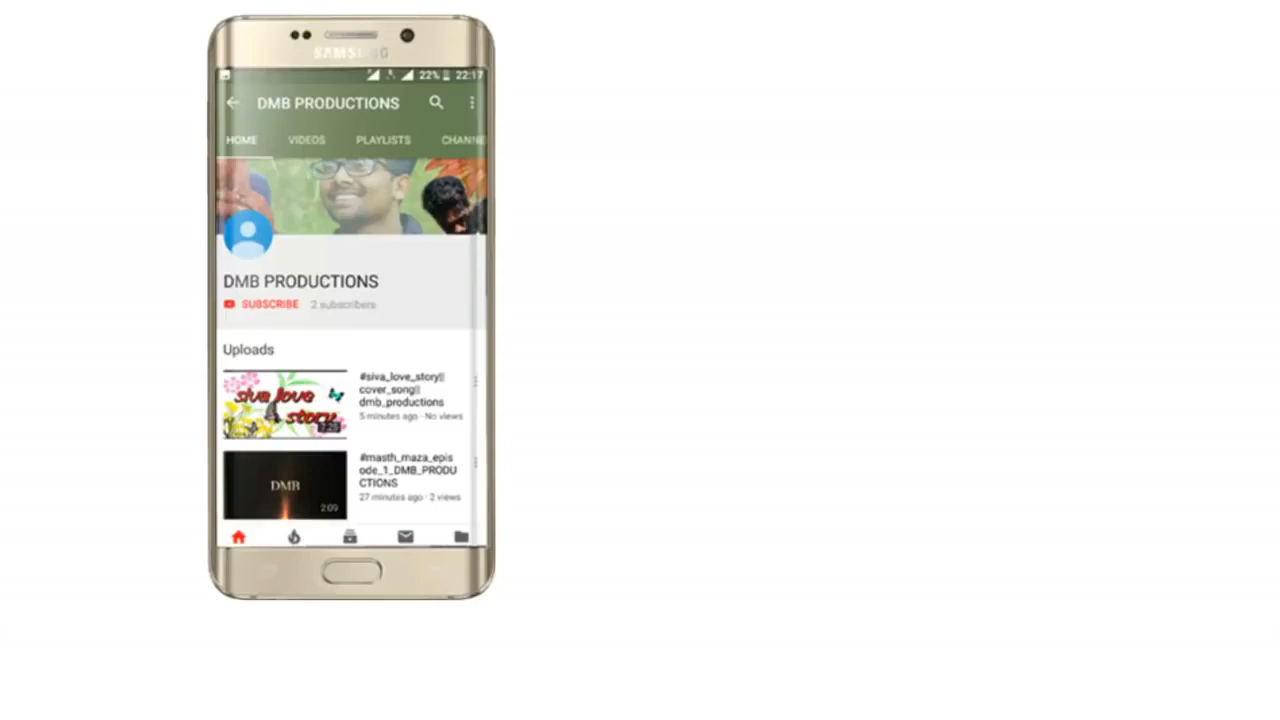 SAMSUNG
22% 22:17
DMB PRODUCTIONS
HOME VIDEOS PLAYLISTS CHANNE
DMB PRODUCTIONS
SUBSCRIBE 2 subscribers
Uploads
siva love
story
7:23
#siva_love_story||
cover_song||
dmb_productions
5 minutes ago · No views
DMB
2:09
#masth_maza_epis
ode_1_DMB_PRODU
CTIONS
27 minutes ago · 2 views